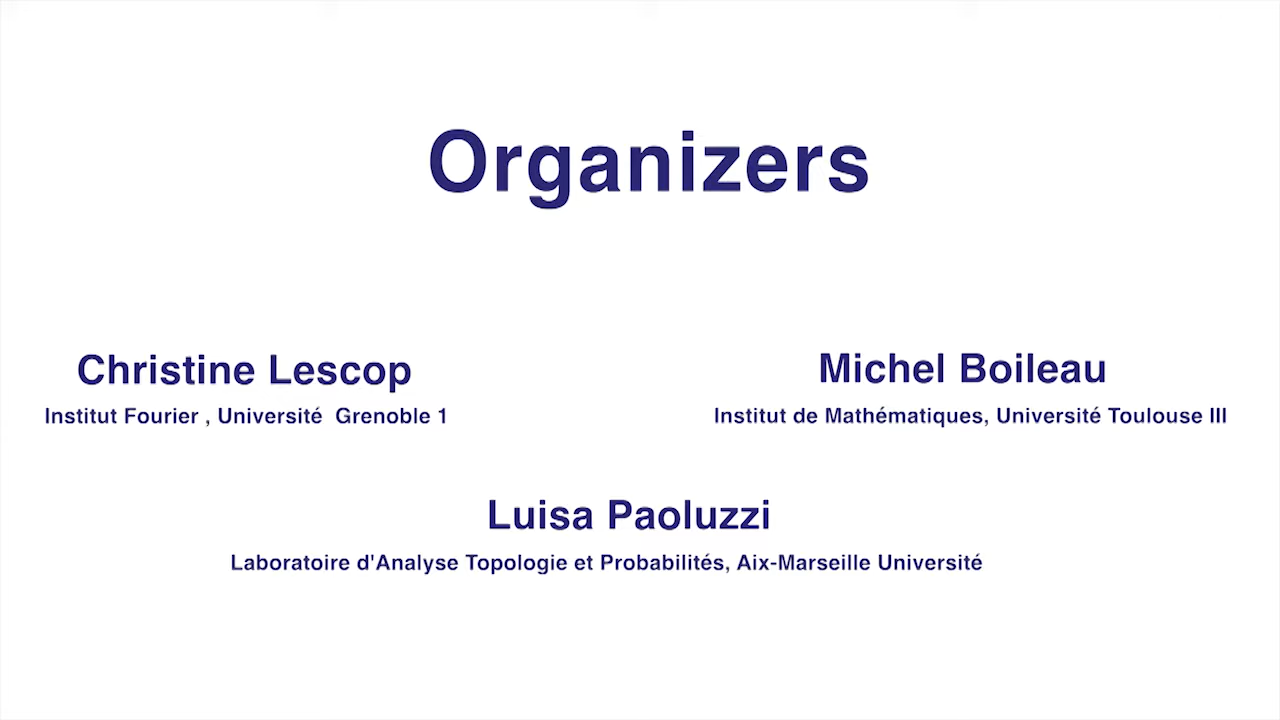 Organizers
Christine Lescop
Institut Fourier , Université  Grenoble 1
Michel Boileau
Institut de Mathématiques, Université Toulouse III
Luisa Paoluzzi
Laboratoire d'Analyse Topologie et Probabilités, Aix-Marseille Université